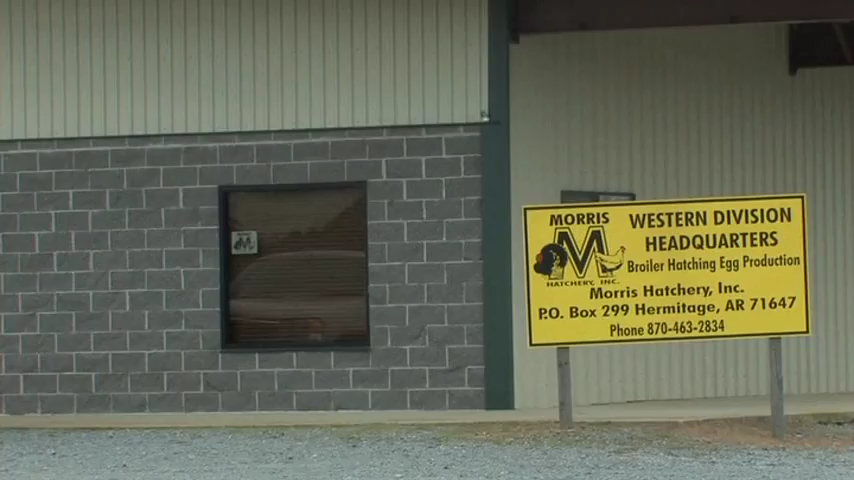 MORRIS
M
HATCHERY, INC.
WESTERN DIVISION
HEADQUARTERS
Broiler Hatching Egg Production
Morris Hatchery, Inc.
P.O. Box 299 Hermitage, AR 71647
Phone 870-463-2834
M